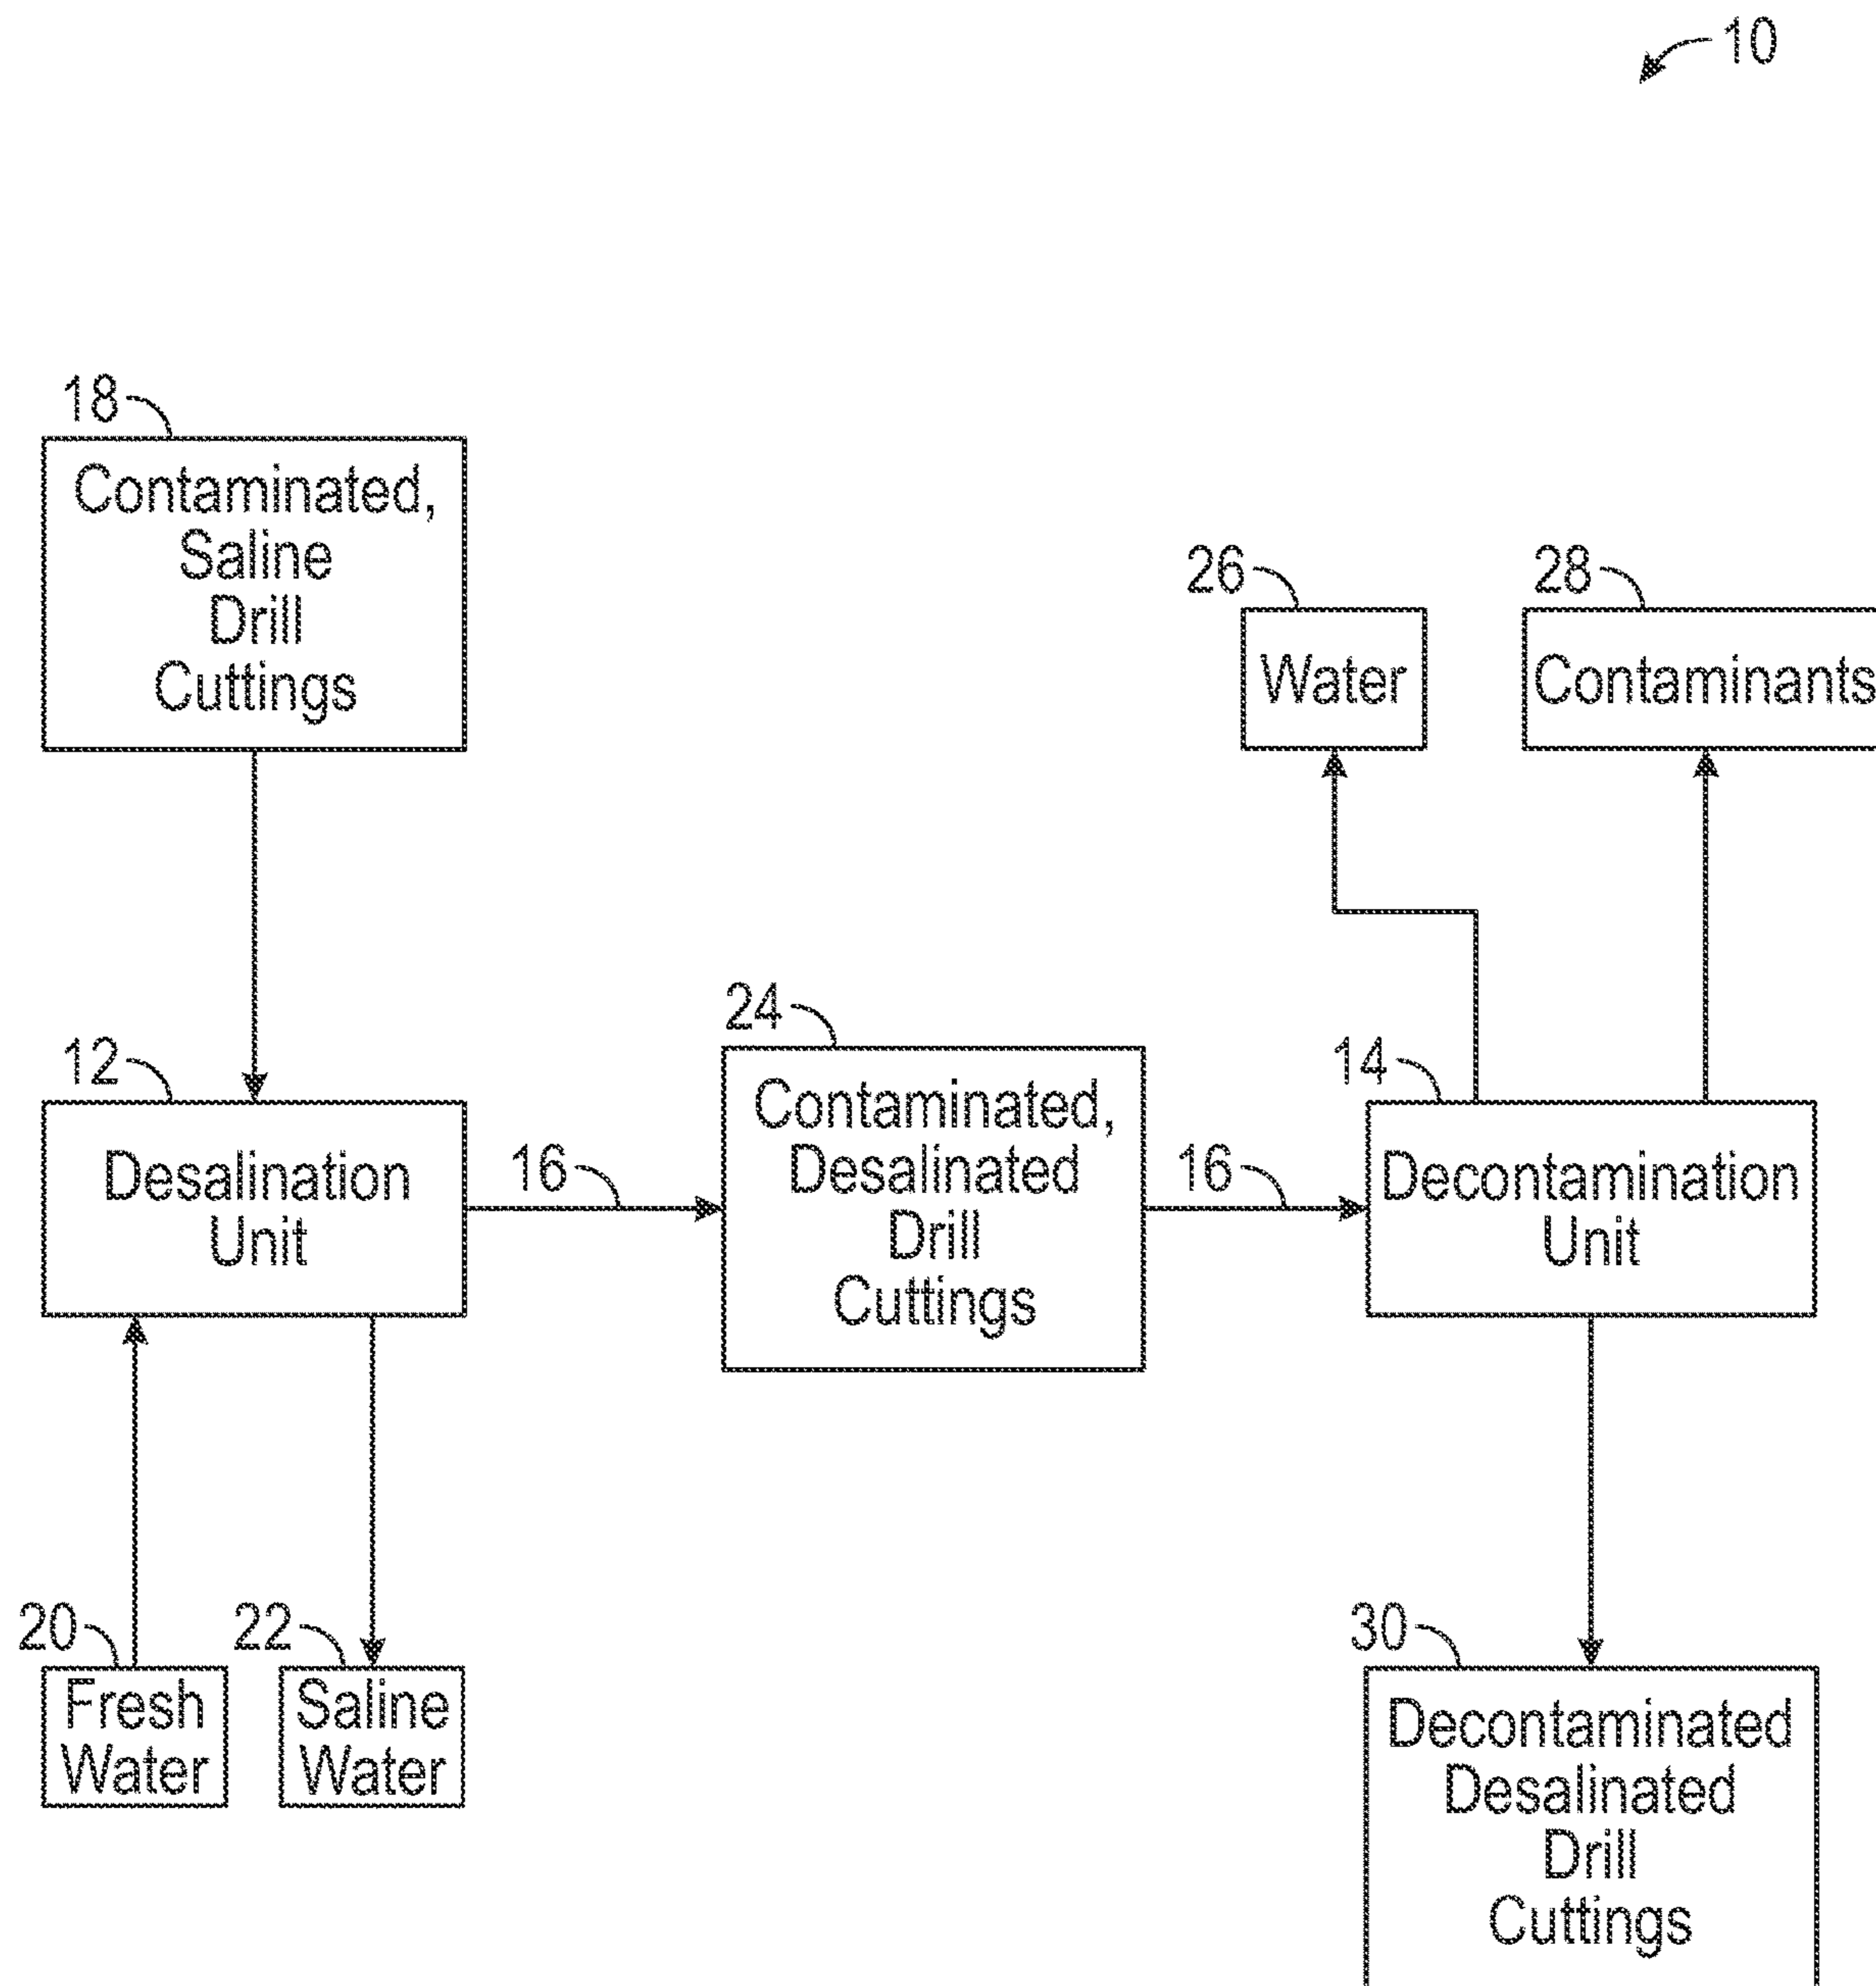 10
18
Contaminated,
Saline
Drill
Cuttings
26
Water
28
Contaminants
12
Desalination
Unit
16
24
Contaminated,
Desalinated
Drill
Cuttings
16
14
Decontamination
Unit
20
Fresh
Water
22
Saline
Water
30
Decontaminated
Desalinated
Drill
Cuttings